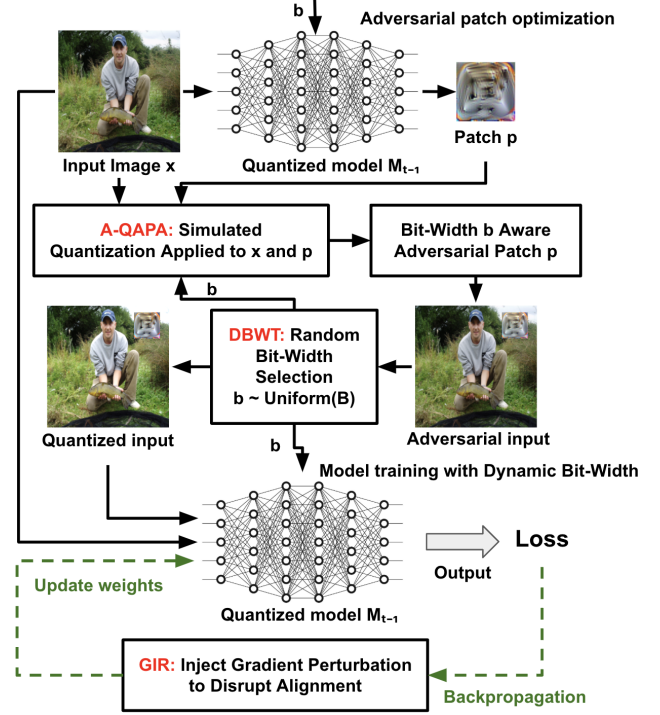 b
Adversarial patch optimization
Input Image x
Quantized model Mₜ₋₁
Patch p
A-QAPA: Simulated
Quantization Applied to x and p
Bit-Width b Aware
Adversarial Patch p
b
DBWT: Random
Bit-Width
Selection
b ~ Uniform(B)
Quantized input
Adversarial input
b
Model training with Dynamic Bit-Width
Loss
Output
Update weights
Quantized model Mₜ₋₁
GIR: Inject Gradient Perturbation
to Disrupt Alignment
Backpropagation